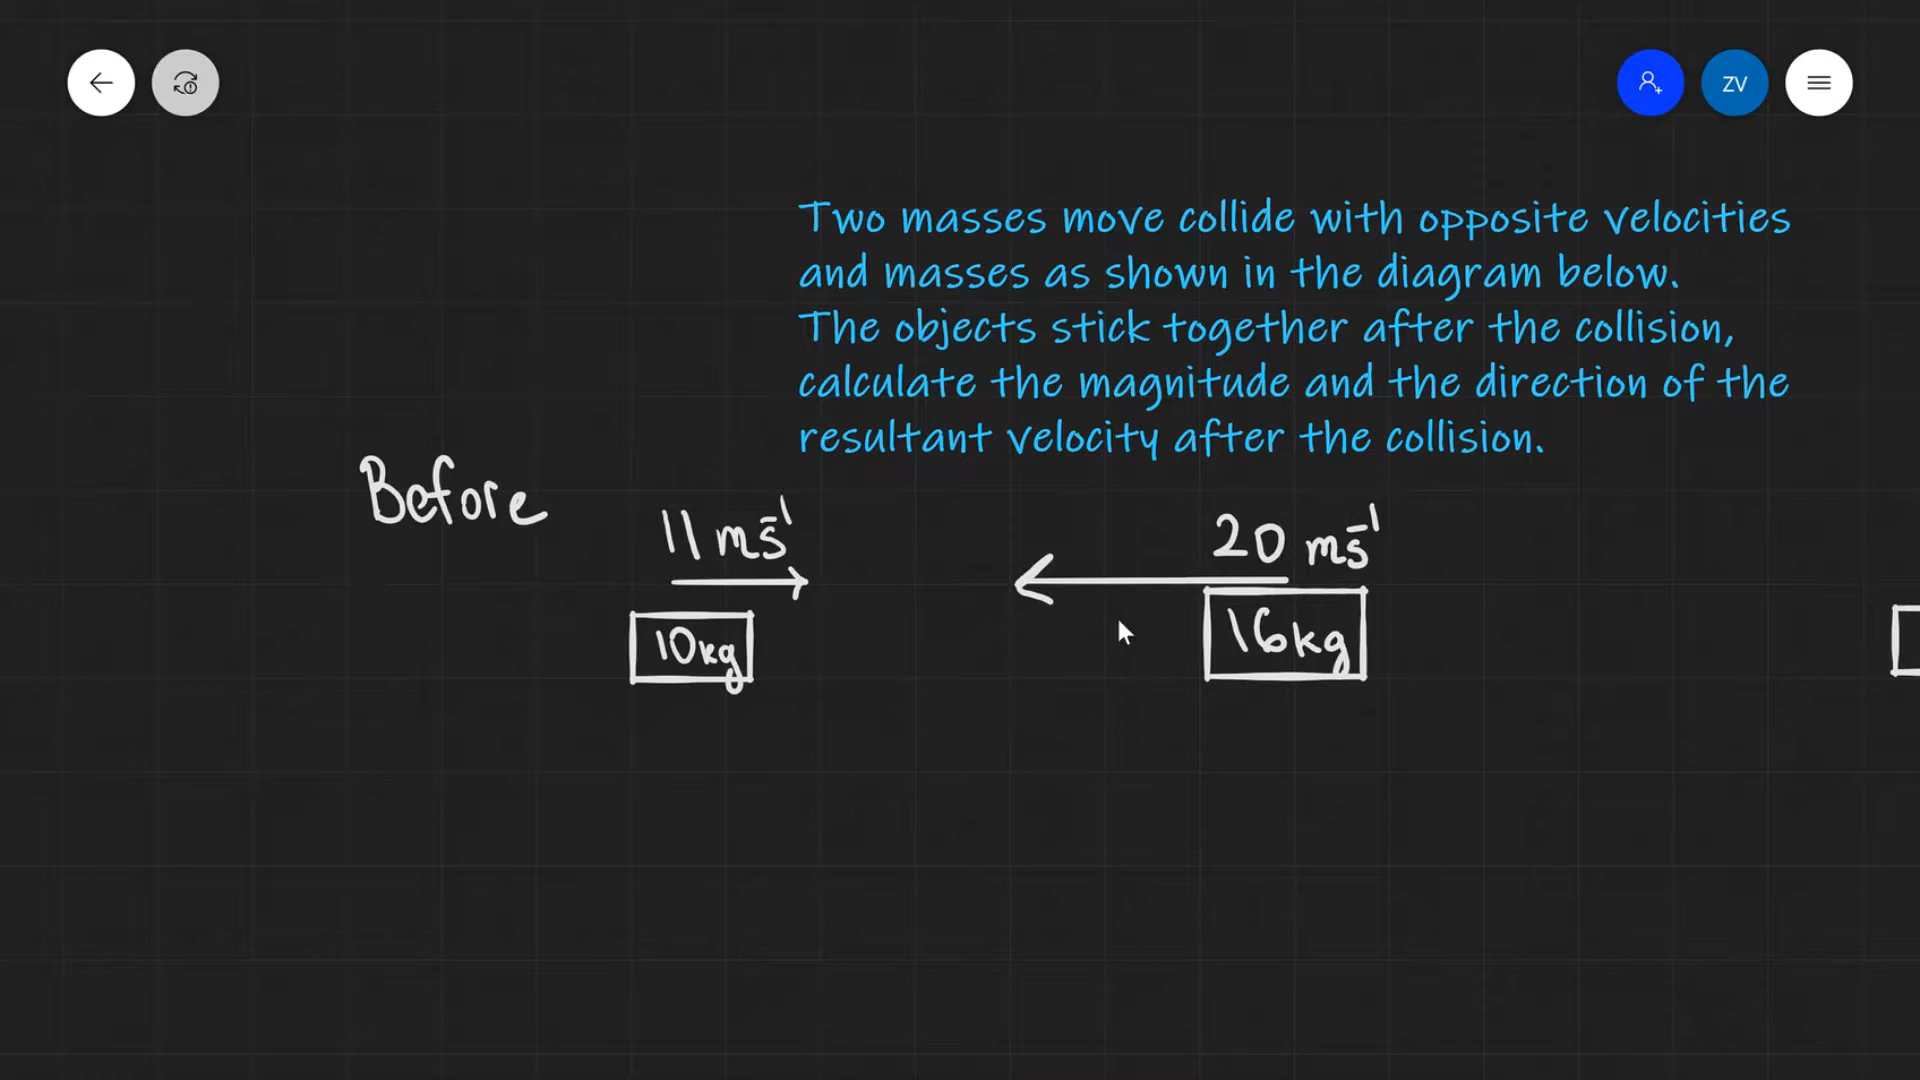 ZV
Two masses move collide with opposite velocities
and masses as shown in the diagram below.
The objects stick together after the collision,
calculate the magnitude and the direction of the
resultant velocity after the collision.
Before
11 ms⁻¹
20 ms⁻¹
10kg
16kg